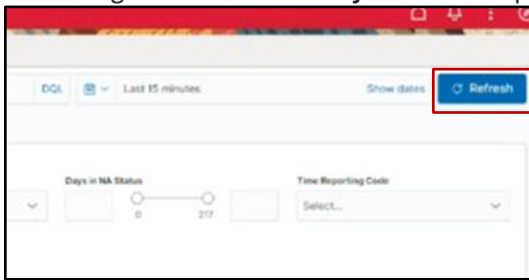 DQL Last 15 minutes Show dates Refresh
Days in NA Status Time Reporting Code
0 217 Select...